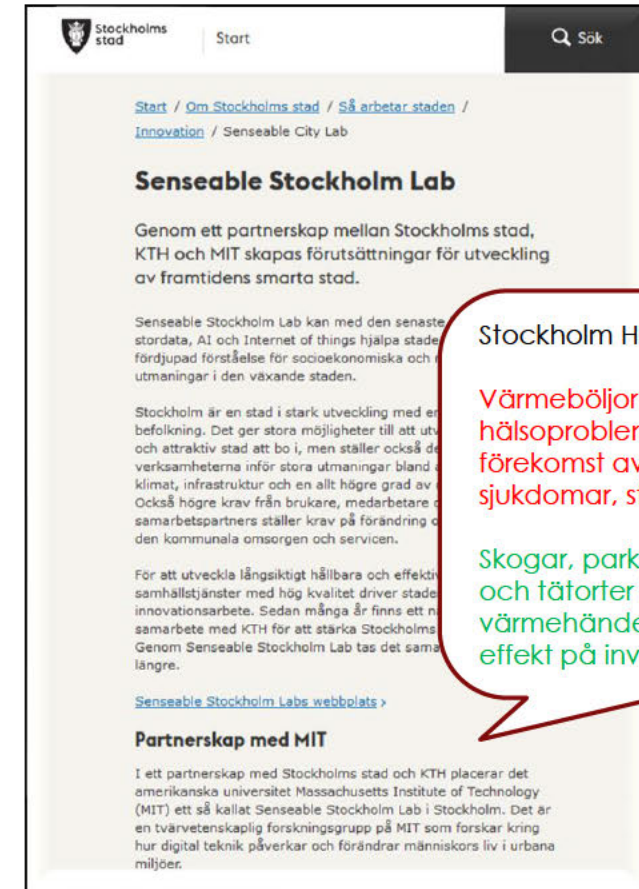 Stockholms
stad
Start
Sök
Start / Om Stockholms stad / Så arbetar staden /
Innovation / Senseable City Lab
Senseable Stockholm Lab
Genom ett partnerskap mellan Stockholms stad,
KTH och MIT skapas förutsättningar för utveckling
av framtidens smarta stad.
Senseable Stockholm Lab kan med den senaste
stordata, AI och Internet of things hjälpa stade
fördjupad förståelse för socioekonomiska och
utmaningar i den växande staden.
Stockholm är en stad i stark utveckling med en
befolkning. Det ger stora möjligheter till att utv
och attraktiv stad att bo i, men ställer också de
verksamheterna inför stora utmaningar bland
klimat, infrastruktur och en allt högre grad av
Också högre krav från brukare, medarbetare
samarbetspartners ställer krav på förändring
den kommunala omsorgen och servicen.
För att utveckla långsiktigt hållbara och effekti
samhällstjänster med hög kvalitet driver stade
innovationsarbete. Sedan många år finns ett
samarbete med KTH för att stärka Stockholms
Genom Senseable Stockholm Lab tas det sama
längre.
Senseable Stockholm Labs webbplats ›
Partnerskap med MIT
I ett partnerskap med Stockholms stad och KTH placerar det
amerikanska universitet Massachusetts Institute of Technology
(MIT) ett så kallat Senseable Stockholm Lab i Stockholm. Det är
en tvärvetenskaplig forskningsgrupp på MIT som forskar kring
hur digital teknik påverkar och förändrar människors liv i urbana
miljöer.
Stockholm H
Värmeböljor
hälsoprobler
förekomst av
sjukdomar, s
Skogar, park
och tätorter
värmehände
effekt på inv